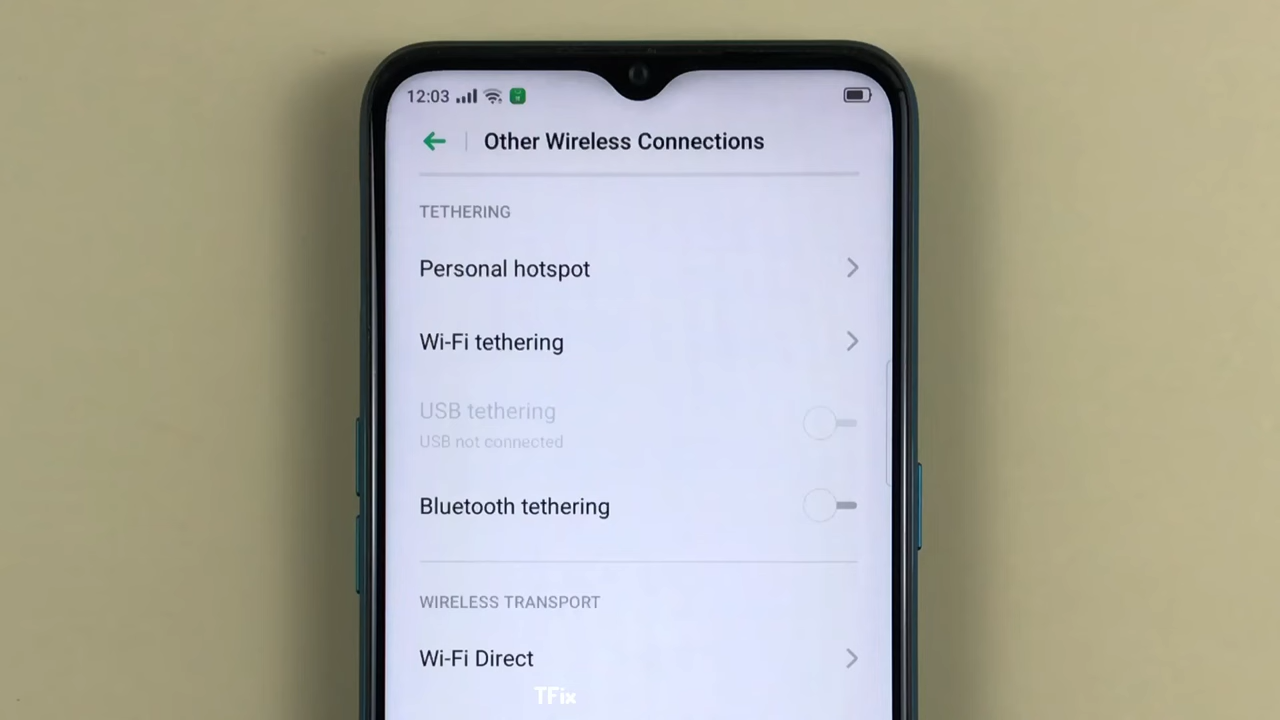 12:03
Other Wireless Connections
TETHERING
Personal hotspot
Wi-Fi tethering
USB tethering
USB not connected
Bluetooth tethering
WIRELESS TRANSPORT
Wi-Fi Direct
TFix